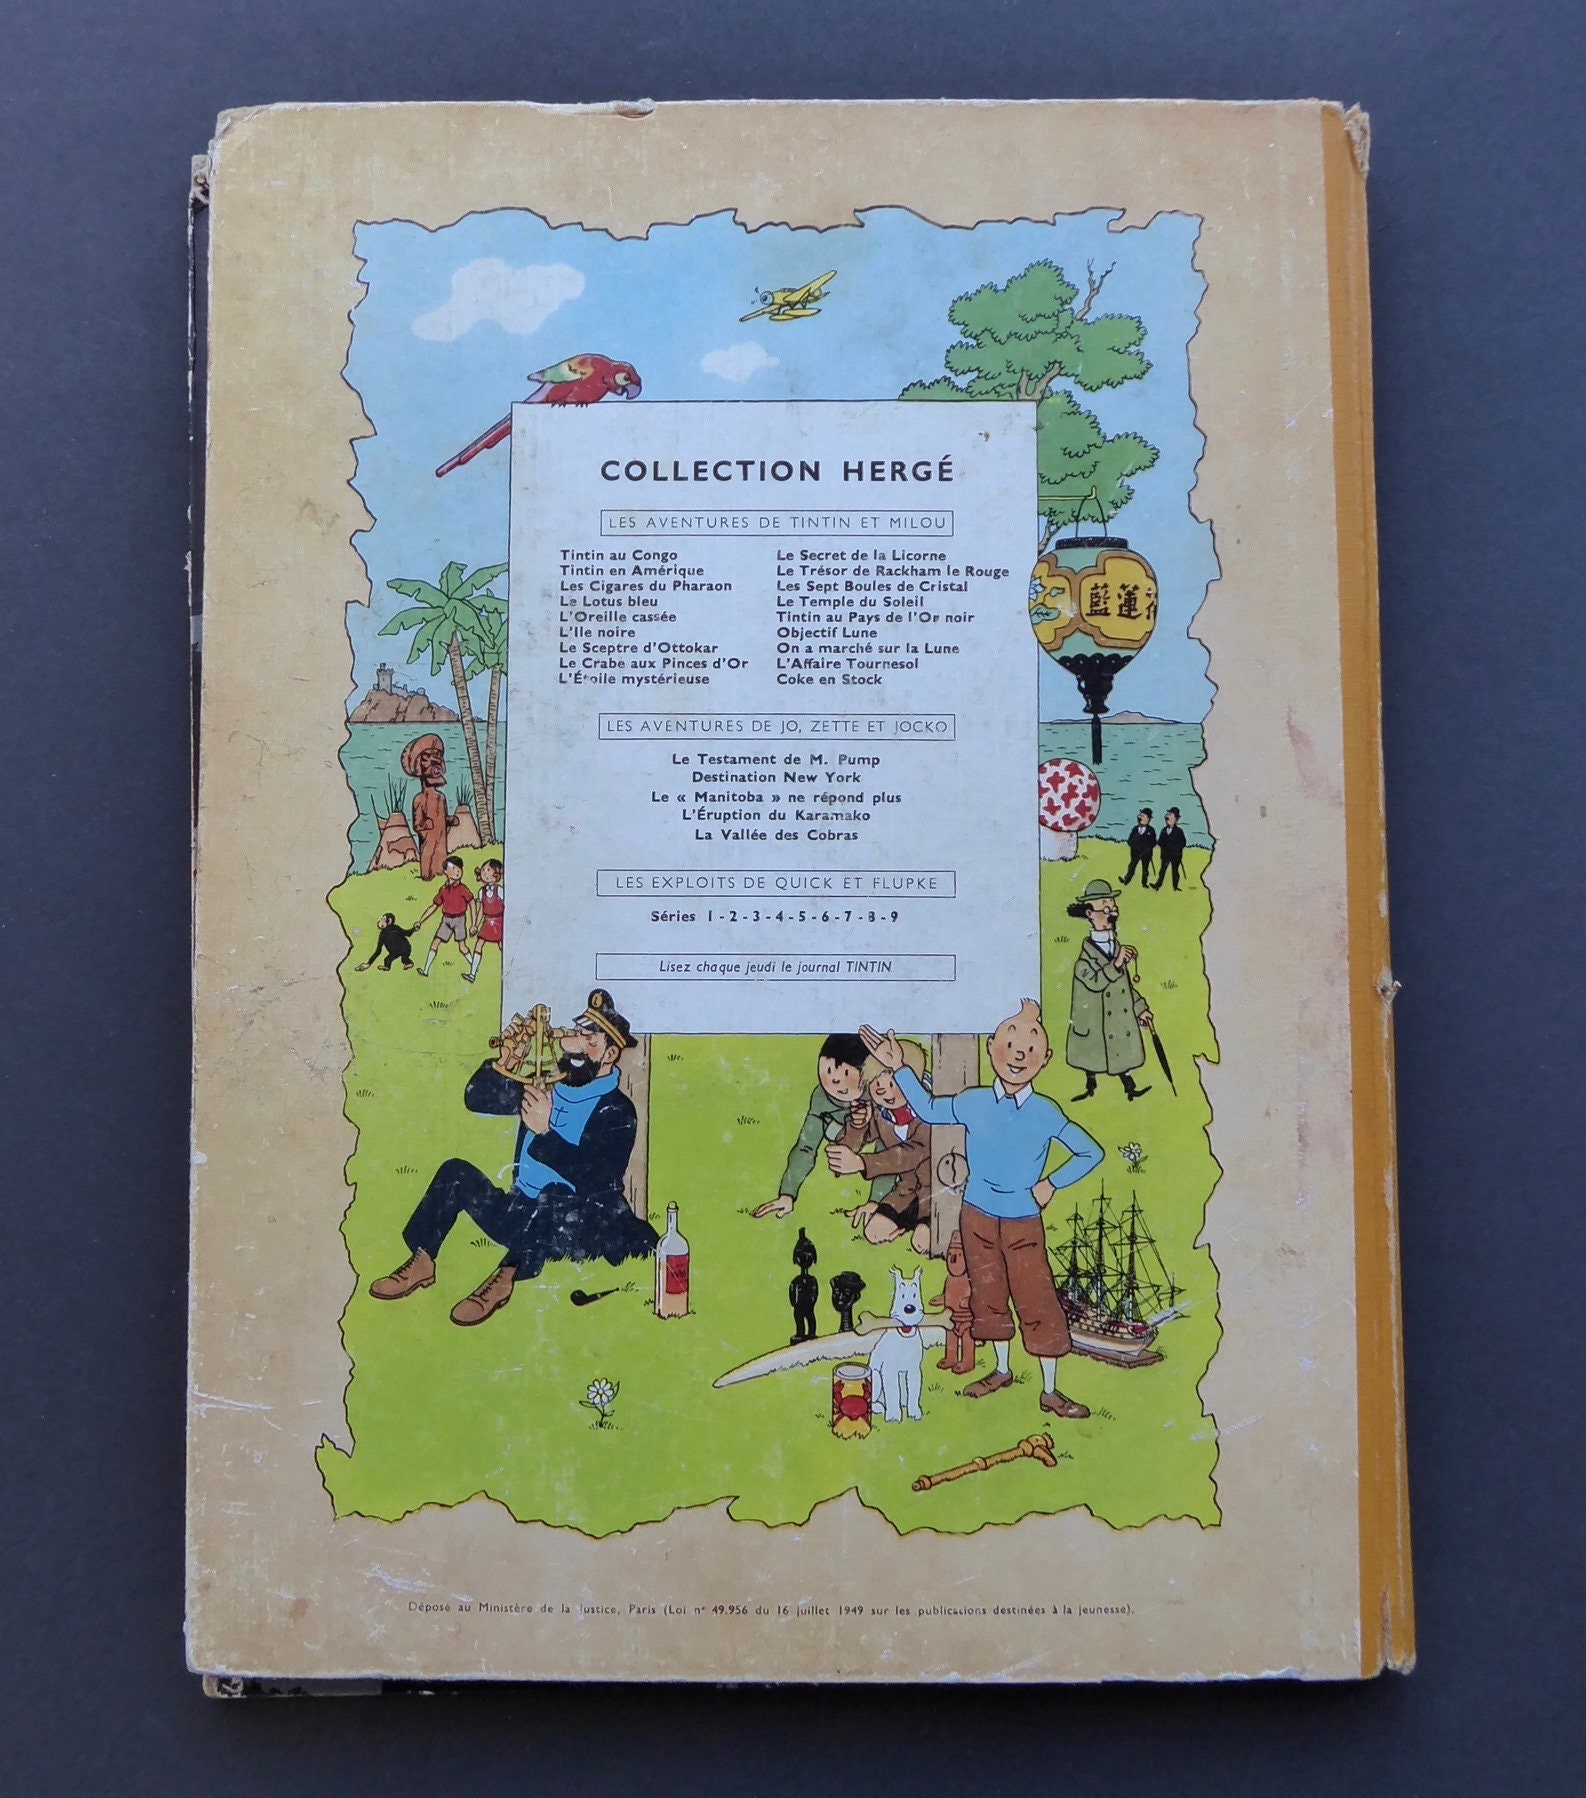 COLLECTION HERGÉ
LES AVENTURES DE TINTIN ET MILOU
Tintin au Congo
Tintin en Amérique
Les Cigares du Pharaon
Le Lotus bleu
L'Oreille cassée
L'Ile noire
Le Sceptre d'Ottokar
Le Crabe aux Pinces d'Or
L'Étoile mystérieuse
Le Secret de la Licorne
Le Trésor de Rackham le Rouge
Les Sept Boules de Cristal
Le Temple du Soleil
Tintin au Pays de l'Or noir
Objectif Lune
On a marché sur la Lune
L'Affaire Tournesol
Coke en Stock
LES AVENTURES DE JO, ZETTE ET JOCKO
Le Testament de M. Pump
Destination New York
Le « Manitoba » ne répond plus
L'Éruption du Karamako
La Vallée des Cobras
LES EXPLOITS DE QUICK ET FLUPKE
Séries 1 - 2 - 3 - 4 - 5 - 6 - 7 - 8 - 9
Lisez chaque jeudi le journal TINTIN
藍蓮
Déposé au Ministère de la Justice, Paris (Loi n° 49.956 du 16 juillet 1949 sur les publications destinées à la jeunesse).